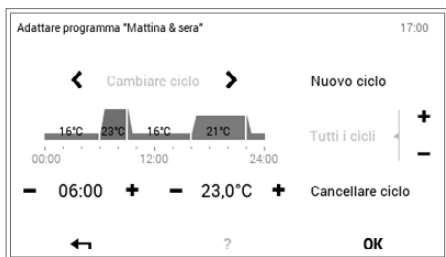 Adattare programma "Mattina & sera" 17:00
Cambiare ciclo Nuovo ciclo
16°C 23°C 16°C 21°C
Tutti i cicli
00:00 12:00 24:00
06:00 23,0°C Cancellare ciclo
? OK